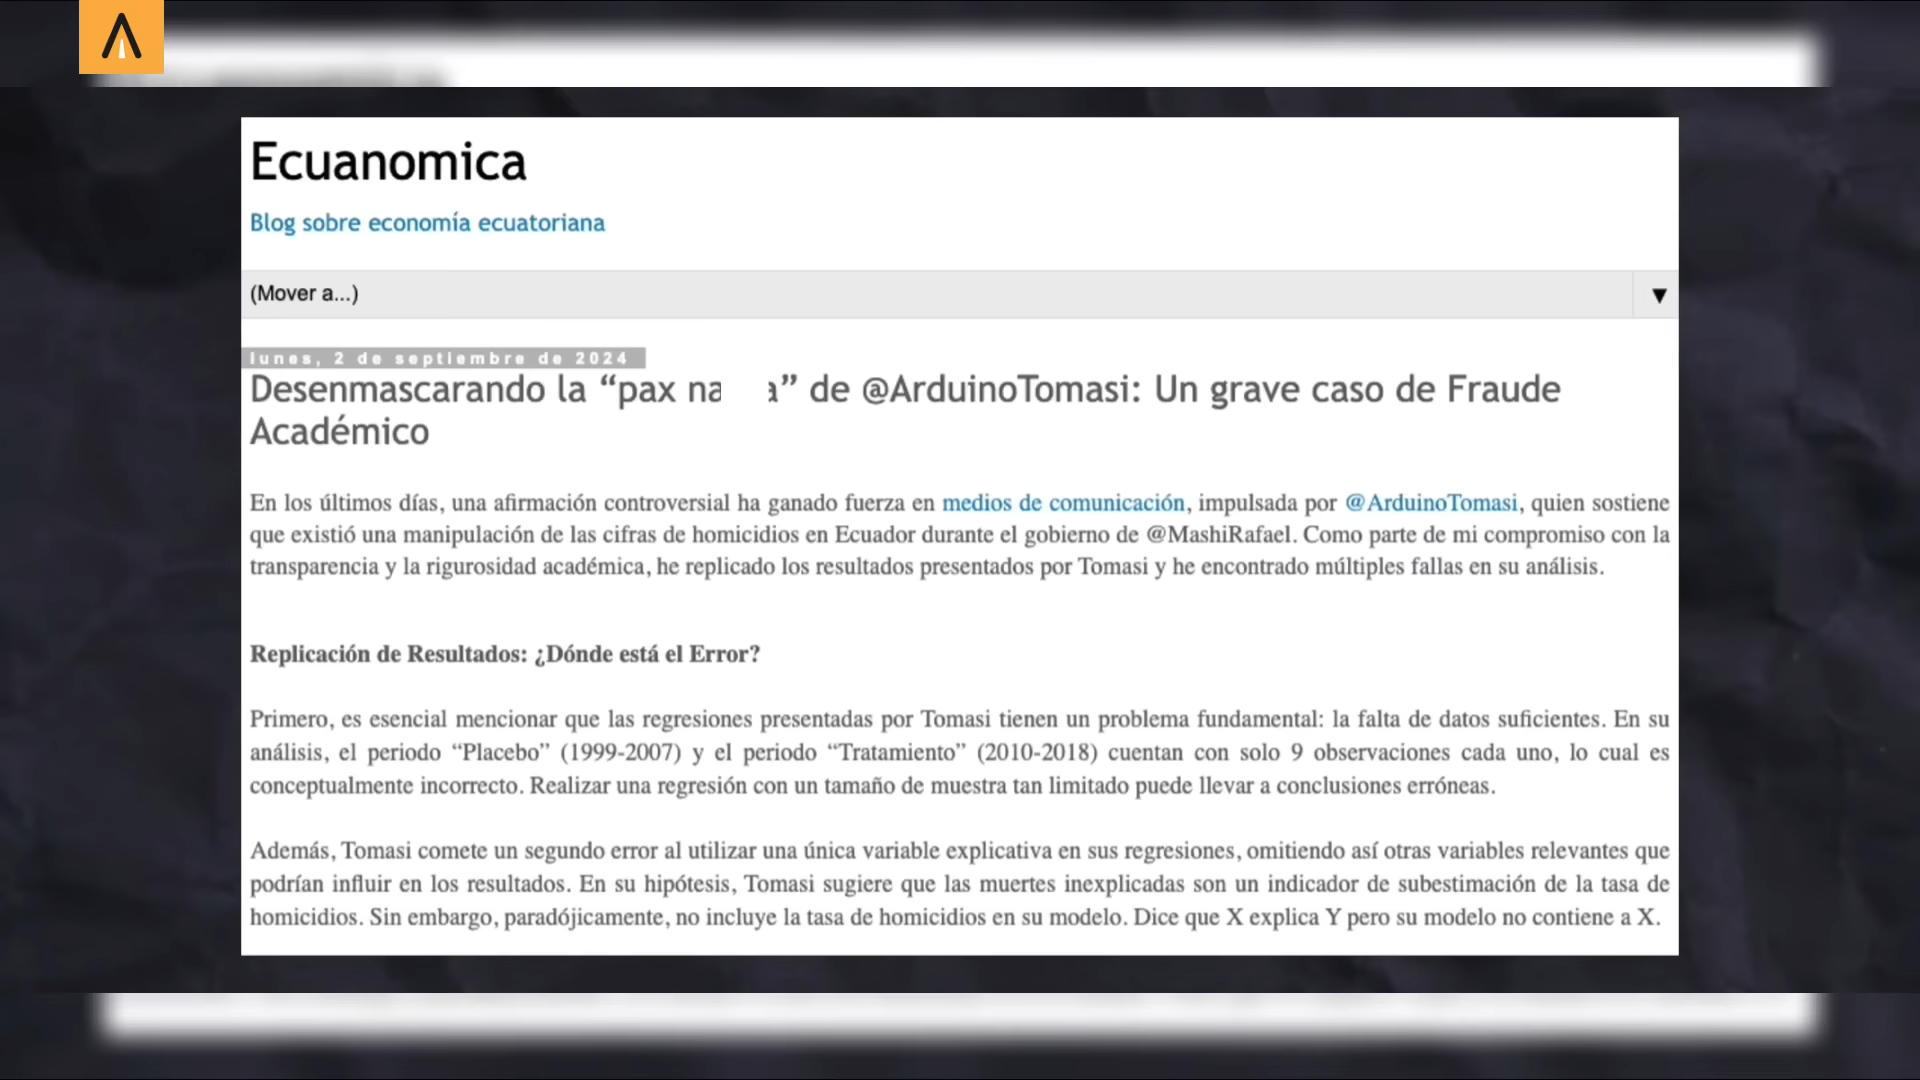 Ecuanomica
Blog sobre economía ecuatoriana
(Mover a...)
lunes, 2 de septiembre de 2024
Desenmascarando la “pax na a” de @ArduinoTomasi: Un grave caso de Fraude
Académico
En los últimos días, una afirmación controversial ha ganado fuerza en medios de comunicación, impulsada por @ArduinoTomasi, quien sostiene
que existió una manipulación de las cifras de homicidios en Ecuador durante el gobierno de @MashiRafael. Como parte de mi compromiso con la
transparencia y la rigurosidad académica, he replicado los resultados presentados por Tomasi y he encontrado múltiples fallas en su análisis.
Replicación de Resultados: ¿Dónde está el Error?
Primero, es esencial mencionar que las regresiones presentadas por Tomasi tienen un problema fundamental: la falta de datos suficientes. En su
análisis, el periodo “Placebo” (1999-2007) y el periodo “Tratamiento” (2010-2018) cuentan con solo 9 observaciones cada uno, lo cual es
conceptualmente incorrecto. Realizar una regresión con un tamaño de muestra tan limitado puede llevar a conclusiones erróneas.
Además, Tomasi comete un segundo error al utilizar una única variable explicativa en sus regresiones, omitiendo así otras variables relevantes que
podrían influir en los resultados. En su hipótesis, Tomasi sugiere que las muertes inexplicadas son un indicador de subestimación de la tasa de
homicidios. Sin embargo, paradójicamente, no incluye la tasa de homicidios en su modelo. Dice que X explica Y pero su modelo no contiene a X.